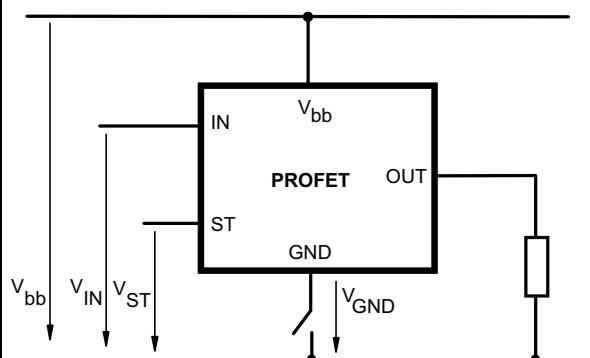 Vbb
IN
PROFET
OUT
ST
GND
Vbb
VIN
VST
VGND